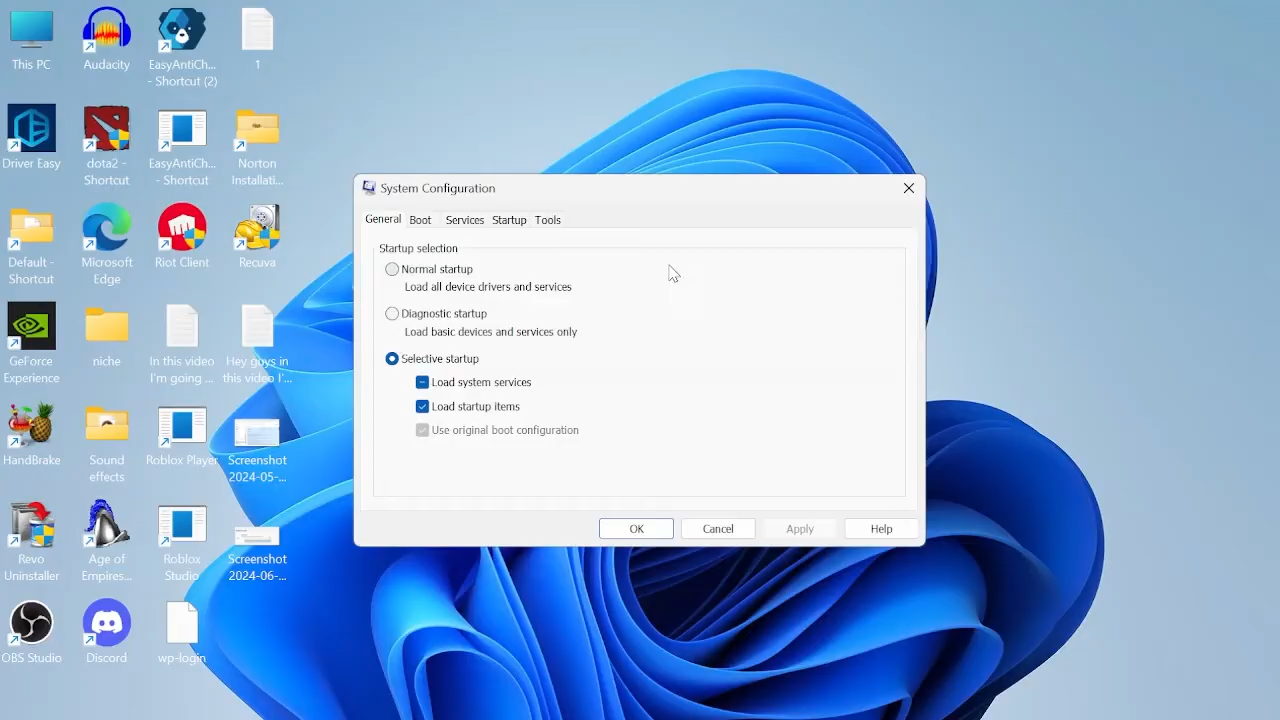 This PC
Audacity
EasyAntiCh...
- Shortcut (2)
1
Driver Easy
dota2 -
Shortcut
EasyAntiCh...
- Shortcut
Norton
Installati...
Default -
Shortcut
Microsoft
Edge
Riot Client
Recuva
GeForce
Experience
niche
In this video
I'm going ...
Hey guys in
this video I'...
HandBrake
Sound
effects
Roblox Player
Screenshot
2024-05-...
Revo
Uninstaller
Age of
Empires...
Roblox
Studio
Screenshot
2024-06-...
OBS Studio
Discord
wp-login
System Configuration
General Boot Services Startup Tools
Startup selection
Normal startup
Load all device drivers and services
Diagnostic startup
Load basic devices and services only
Selective startup
Load system services
Load startup items
Use original boot configuration
OK Cancel Apply Help